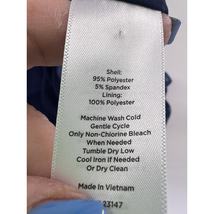 Shell:
95% Polyester
5% Spandex
Lining:
100% Polyester
Machine Wash Cold
Gentle Cycle
Only Non-Chlorine Bleach
When Needed
Tumble Dry Low
Cool Iron if Needed
Or Dry Clean
Made In Vietnam
23147